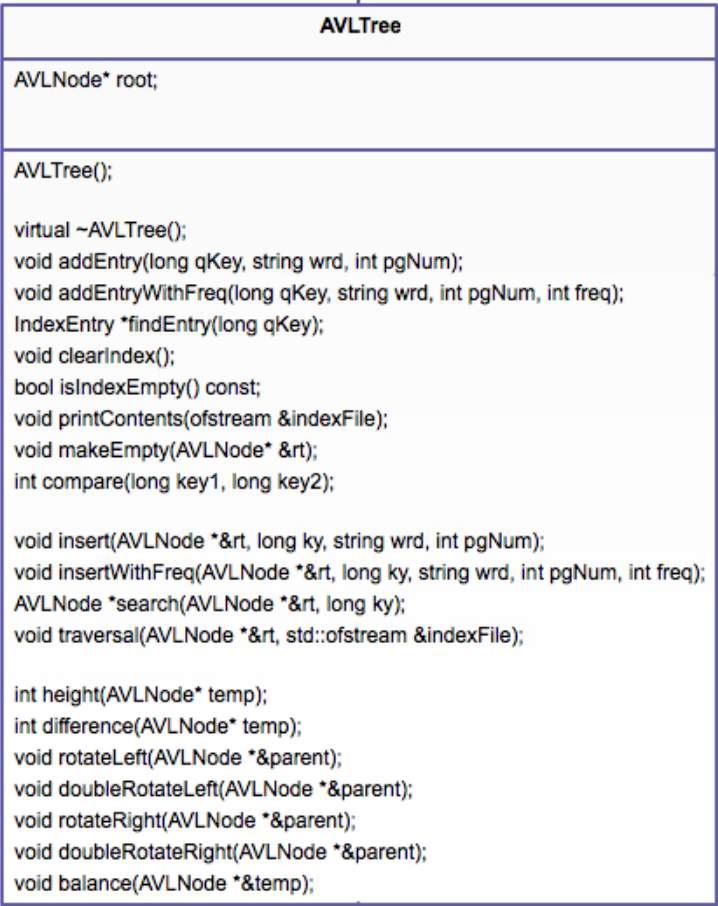 AVLTree
AVLNode* root;
AVLTree();
virtual ~AVLTree();
void addEntry(long qKey, string wrd, int pgNum);
void addEntryWithFreq(long qKey, string wrd, int pgNum, int freq);
IndexEntry *findEntry(long qKey);
void clearIndex();
bool isIndexEmpty() const;
void printContents(ofstream &indexFile);
void makeEmpty(AVLNode* &rt);
int compare(long key1, long key2);
void insert(AVLNode *&rt, long ky, string wrd, int pgNum);
void insertWithFreq(AVLNode *&rt, long ky, string wrd, int pgNum, int freq);
AVLNode *search(AVLNode *&rt, long ky);
void traversal(AVLNode *&rt, std::ofstream &indexFile);
int height(AVLNode* temp);
int difference(AVLNode* temp);
void rotateLeft(AVLNode *&parent);
void doubleRotateLeft(AVLNode *&parent);
void rotateRight(AVLNode *&parent);
void doubleRotateRight(AVLNode *&parent);
void balance(AVLNode *&temp);